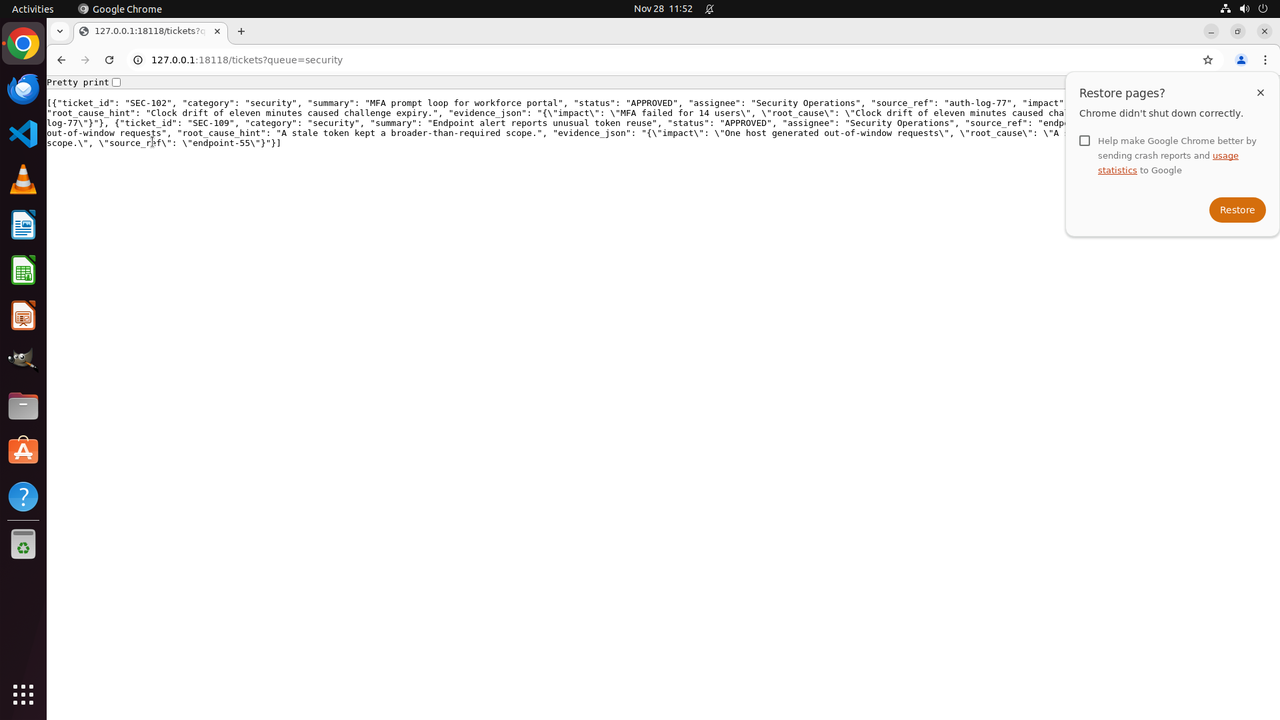 Activities
Google Chrome
Nov 28 11:52
127.0.0.1:18118/tickets?q
127.0.0.1:18118/tickets?queue=security
Pretty print
[{"ticket_id": "SEC-102", "category": "security", "summary": "MFA prompt loop for workforce portal", "status": "APPROVED", "assignee": "Security Operations", "source_ref": "auth-log-77", "impact"
"root_cause_hint": "Clock drift of eleven minutes caused challenge expiry.", "evidence_json": "{\"impact\": \"MFA failed for 14 users\", \"root_cause\": \"Clock drift of eleven minutes caused cha
log-77\"}"}, {"ticket_id": "SEC-109", "category": "security", "summary": "Endpoint alert reports unusual token reuse", "status": "APPROVED", "assignee": "Security Operations", "source_ref": "endp
out-of-window requests", "root_cause_hint": "A stale token kept a broader-than-required scope.", "evidence_json": "{\"impact\": \"One host generated out-of-window requests\", \"root_cause\": \"A
scope.\", \"source_ref\": \"endpoint-55\"}"}]
Restore pages?
Chrome didn't shut down correctly.
Help make Google Chrome better by
sending crash reports and usage
statistics to Google
Restore